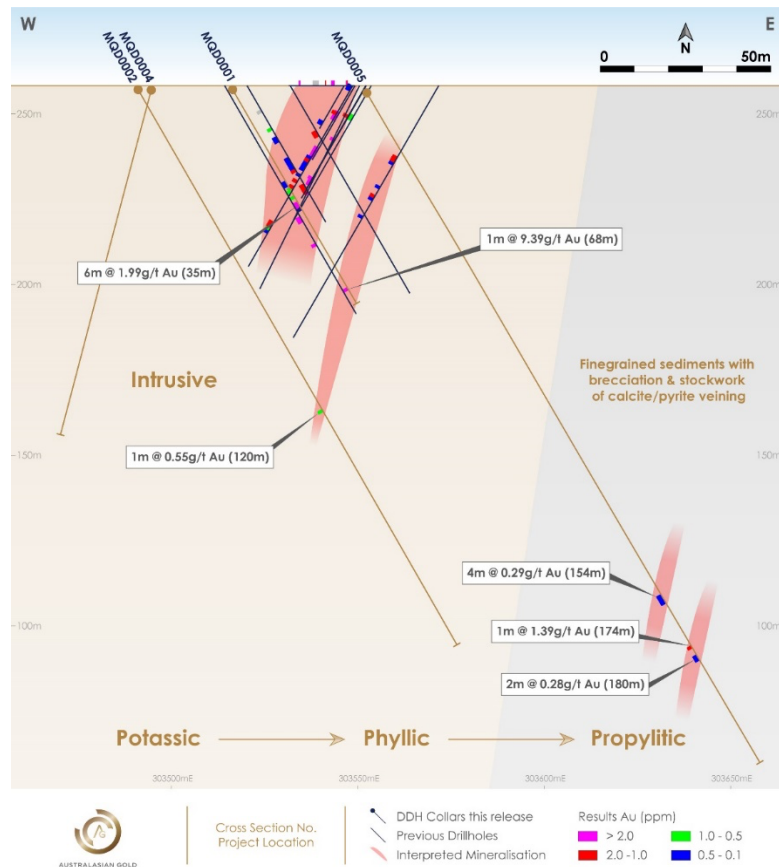 W
E
N
0
50m
MQD0002
MQD0004
MQD0001
MQD0005
250m
200m
150m
100m
6m @ 1.99g/t Au (35m)
1m @ 9.39g/t Au (68m)
Intrusive
Finegrained sediments with
brecciation & stockwork
of calcite/pyrite veining
1m @ 0.55g/t Au (120m)
4m @ 0.29g/t Au (154m)
1m @ 1.39g/t Au (174m)
2m @ 0.28g/t Au (180m)
Potassic
Phyllic
Propylitic
303500mE
303550mE
303600mE
303650mE
AUSTRALASIAN GOLD
Cross Section No.
Project Location
DDH Collars this release
Previous Drillholes
Interpreted Mineralisation
Results Au (ppm)
> 2.0
1.0 - 0.5
2.0 -1.0
0.5 - 0.1